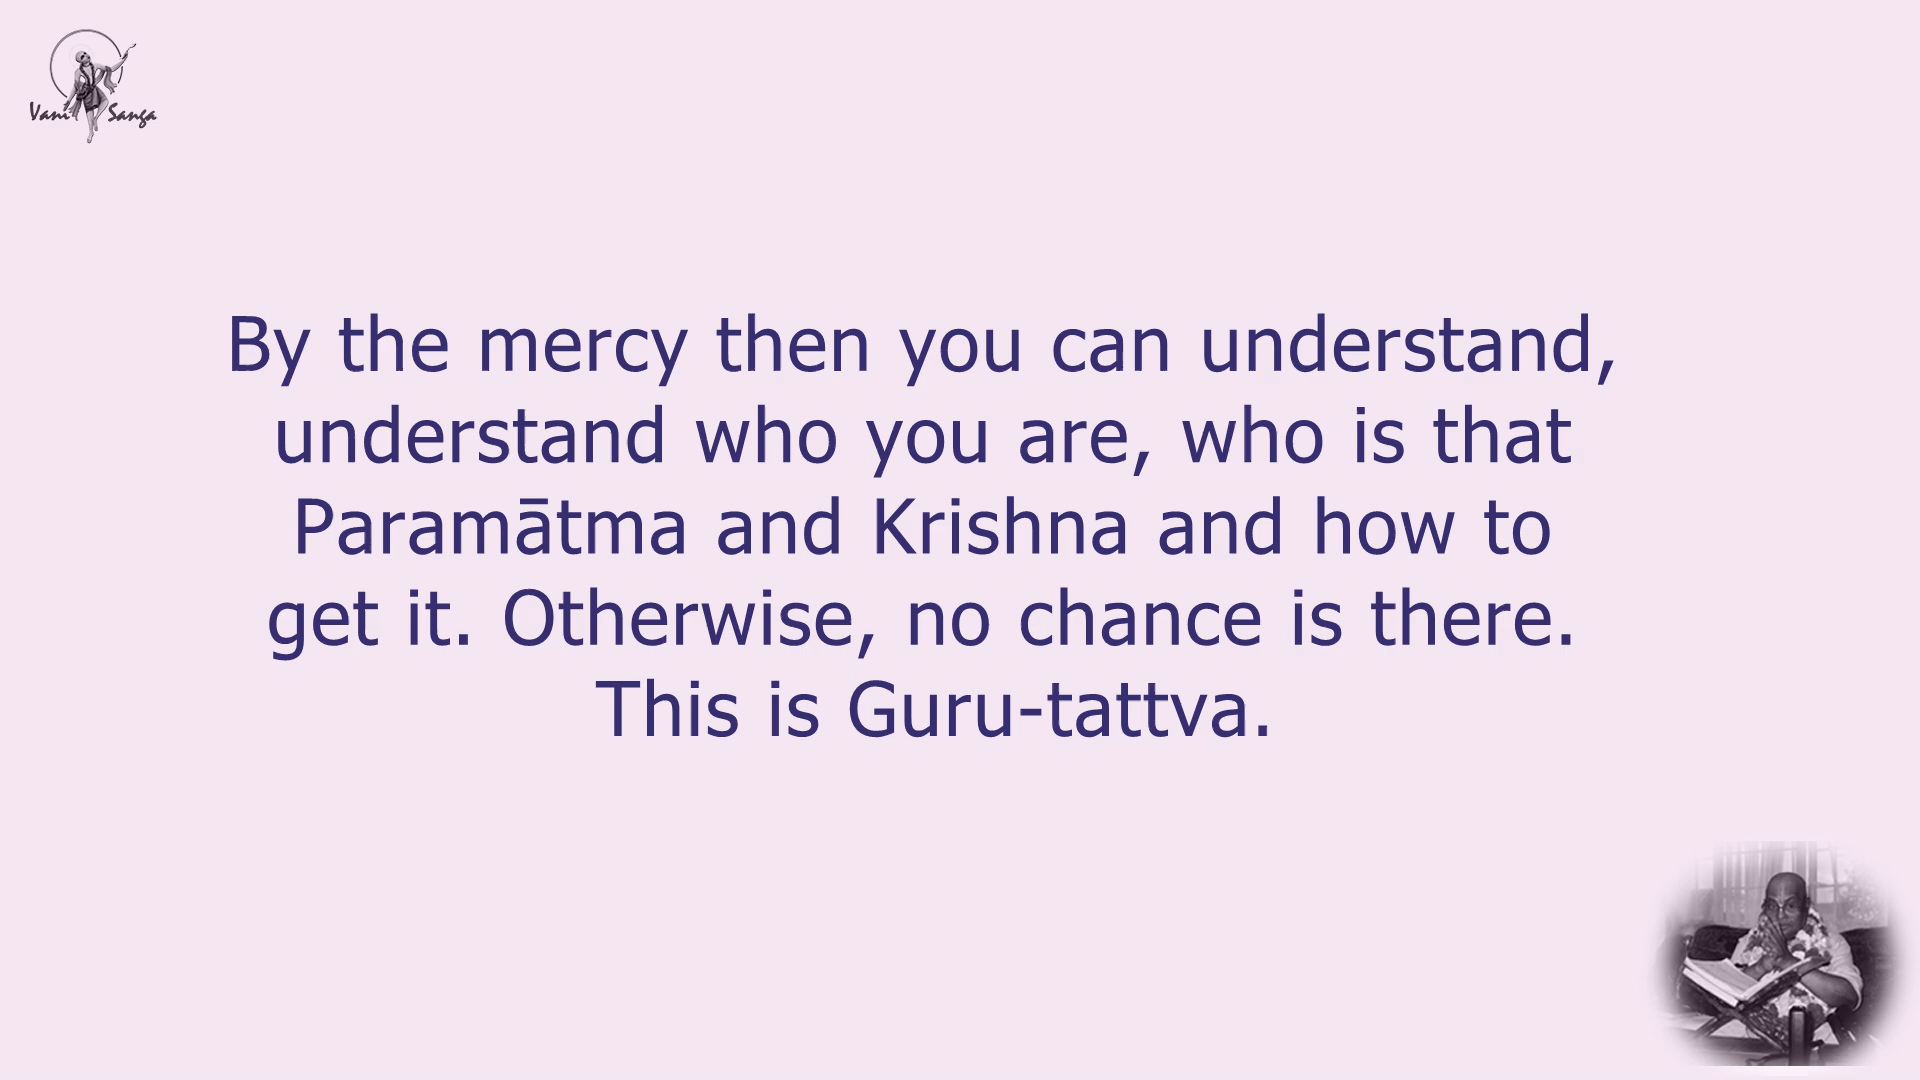 Vani Sanga
By the mercy then you can understand,
understand who you are, who is that
Paramātma and Krishna and how to
get it. Otherwise, no chance is there.
This is Guru-tattva.